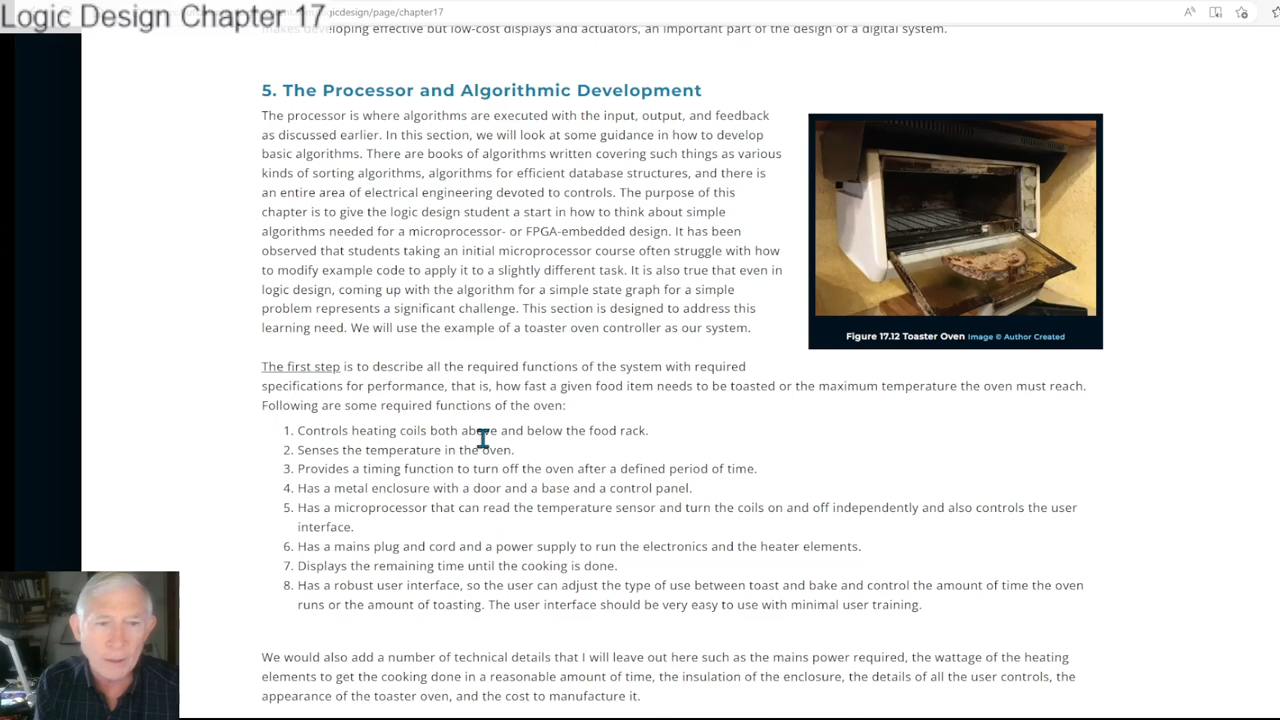 Logic Design Chapter 17
icdesign/page/chapter17
makes developing effective but low-cost displays and actuators, an important part of the design of a digital system.
5. The Processor and Algorithmic Development
The processor is where algorithms are executed with the input, output, and feedback
as discussed earlier. In this section, we will look at some guidance in how to develop
basic algorithms. There are books of algorithms written covering such things as various
kinds of sorting algorithms, algorithms for efficient database structures, and there is
an entire area of electrical engineering devoted to controls. The purpose of this
chapter is to give the logic design student a start in how to think about simple
algorithms needed for a microprocessor- or FPGA-embedded design. It has been
observed that students taking an initial microprocessor course often struggle with how
to modify example code to apply it to a slightly different task. It is also true that even in
logic design, coming up with the algorithm for a simple state graph for a simple
problem represents a significant challenge. This section is designed to address this
learning need. We will use the example of a toaster oven controller as our system.
Figure 17.12 Toaster Oven Image © Author Created
The first step is to describe all the required functions of the system with required
specifications for performance, that is, how fast a given food item needs to be toasted or the maximum temperature the oven must reach.
Following are some required functions of the oven:
1. Controls heating coils both above and below the food rack.
2. Senses the temperature in the oven.
3. Provides a timing function to turn off the oven after a defined period of time.
4. Has a metal enclosure with a door and a base and a control panel.
5. Has a microprocessor that can read the temperature sensor and turn the coils on and off independently and also controls the user
interface.
6. Has a mains plug and cord and a power supply to run the electronics and the heater elements.
7. Displays the remaining time until the cooking is done.
8. Has a robust user interface, so the user can adjust the type of use between toast and bake and control the amount of time the oven
runs or the amount of toasting. The user interface should be very easy to use with minimal user training.
We would also add a number of technical details that I will leave out here such as the mains power required, the wattage of the heating
elements to get the cooking done in a reasonable amount of time, the insulation of the enclosure, the details of all the user controls, the
appearance of the toaster oven, and the cost to manufacture it.